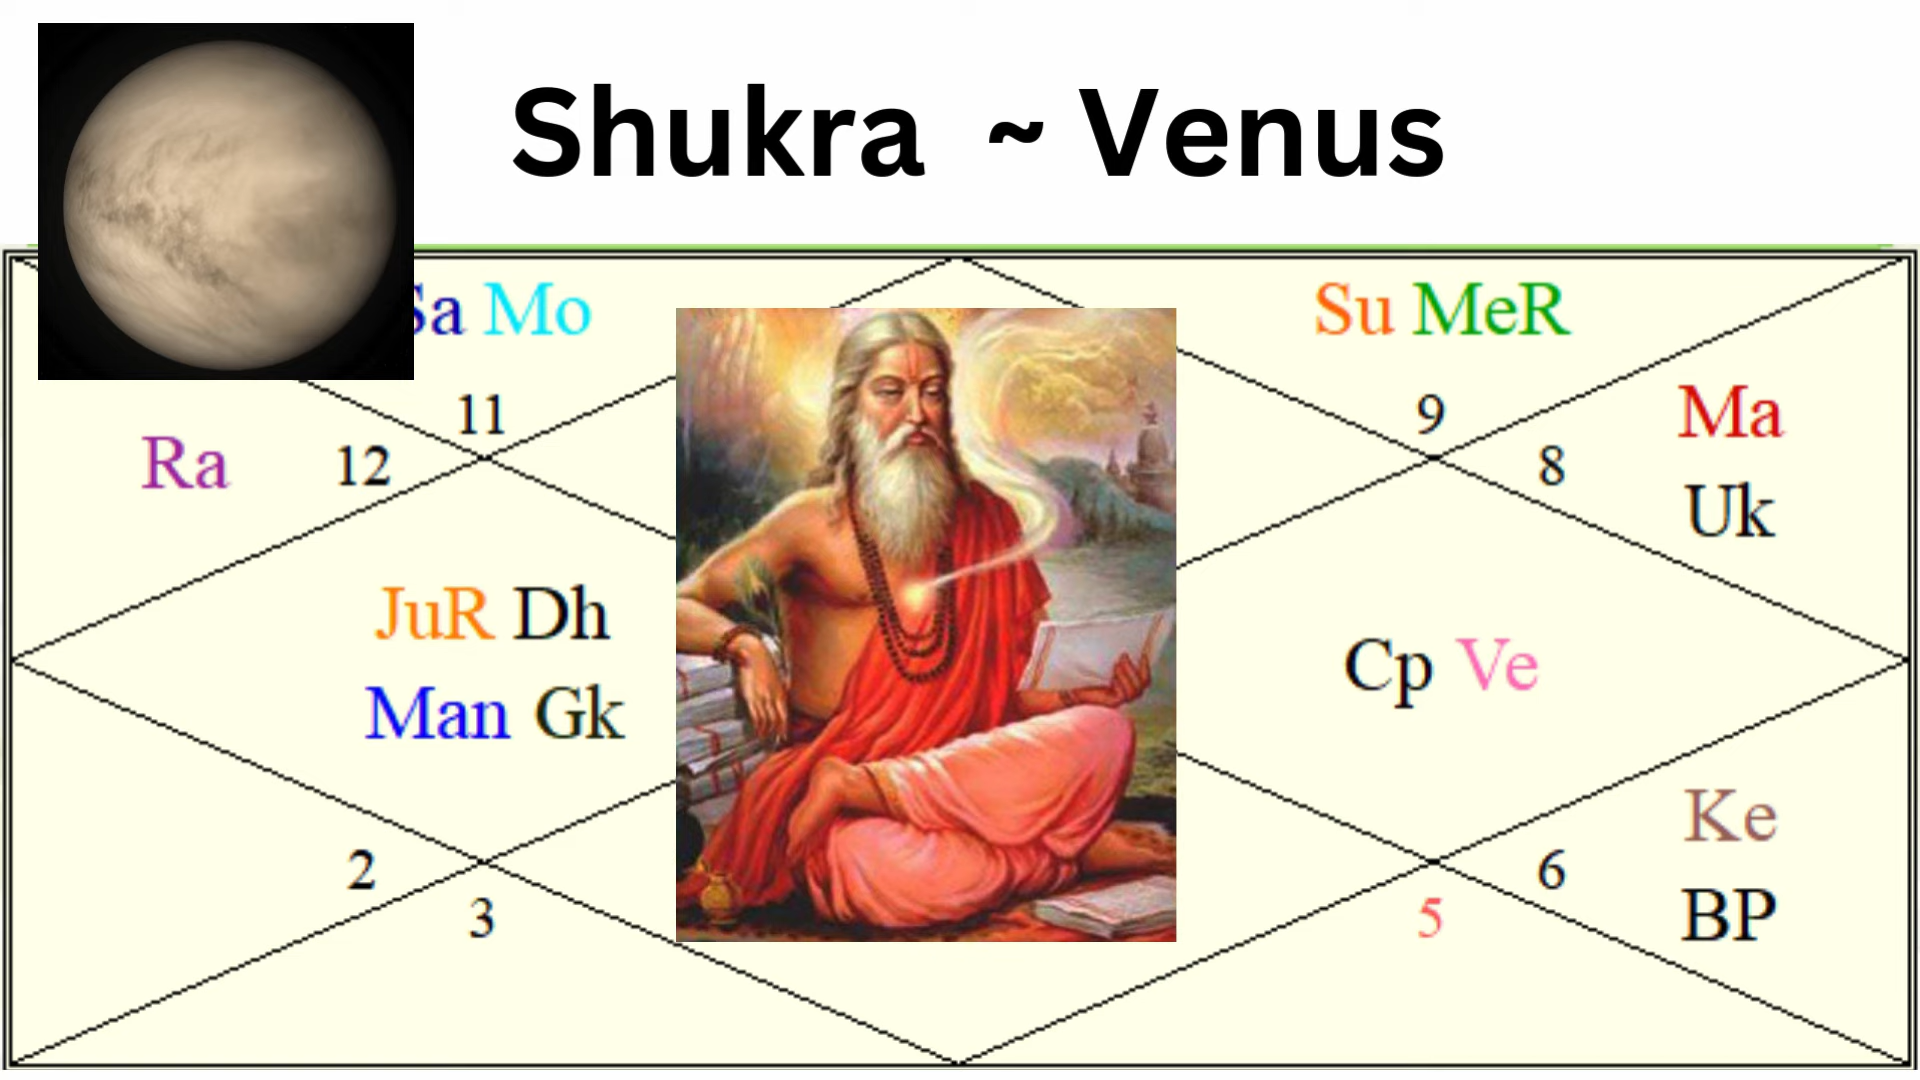 Shukra ~ Venus
Sa Mo
Su MeR
11
9
Ra
12
8
Ma
Uk
JuR Dh
Man Gk
Cp Ve
2
3
5
6
Ke
BP